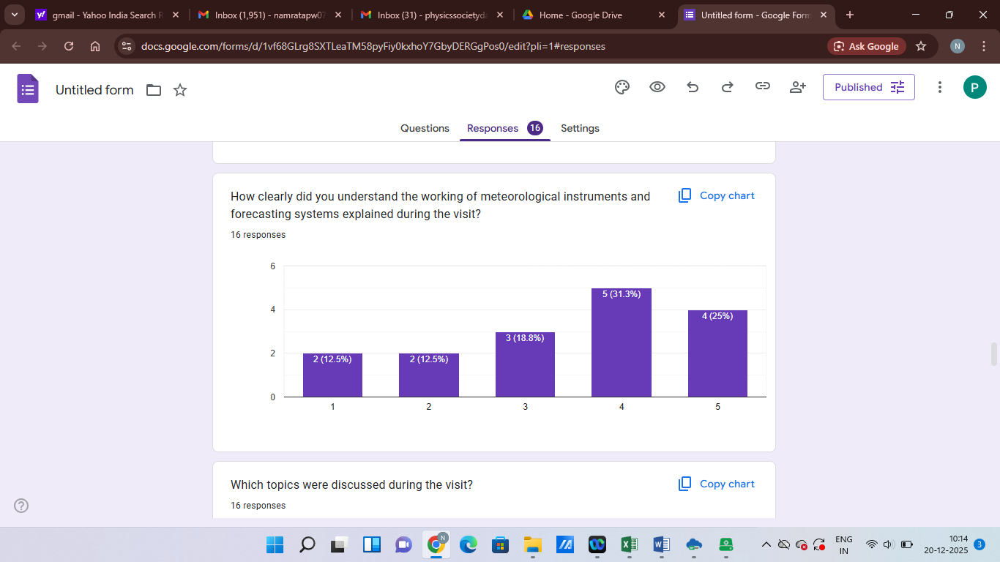 gmail - Yahoo India Search R
Inbox (1,951) - namratapw07
Inbox (31) - physicssocietyda
Home - Google Drive
Untitled form - Google Form
docs.google.com/forms/d/1vf68GLrg8SXTLeaTM58pyFiy0kxhoY7GbyDERGgPos0/edit?pli=1#responses
Ask Google
N
Untitled form
Published
P
Questions
Responses 16
Settings
How clearly did you understand the working of meteorological instruments and
forecasting systems explained during the visit?
Copy chart
16 responses
6
4
2
0
2 (12.5%)
2 (12.5%)
3 (18.8%)
5 (31.3%)
4 (25%)
1 2 3 4 5
Which topics were discussed during the visit?
Copy chart
16 responses
N
ENG
IN
10:14
20-12-2025
3